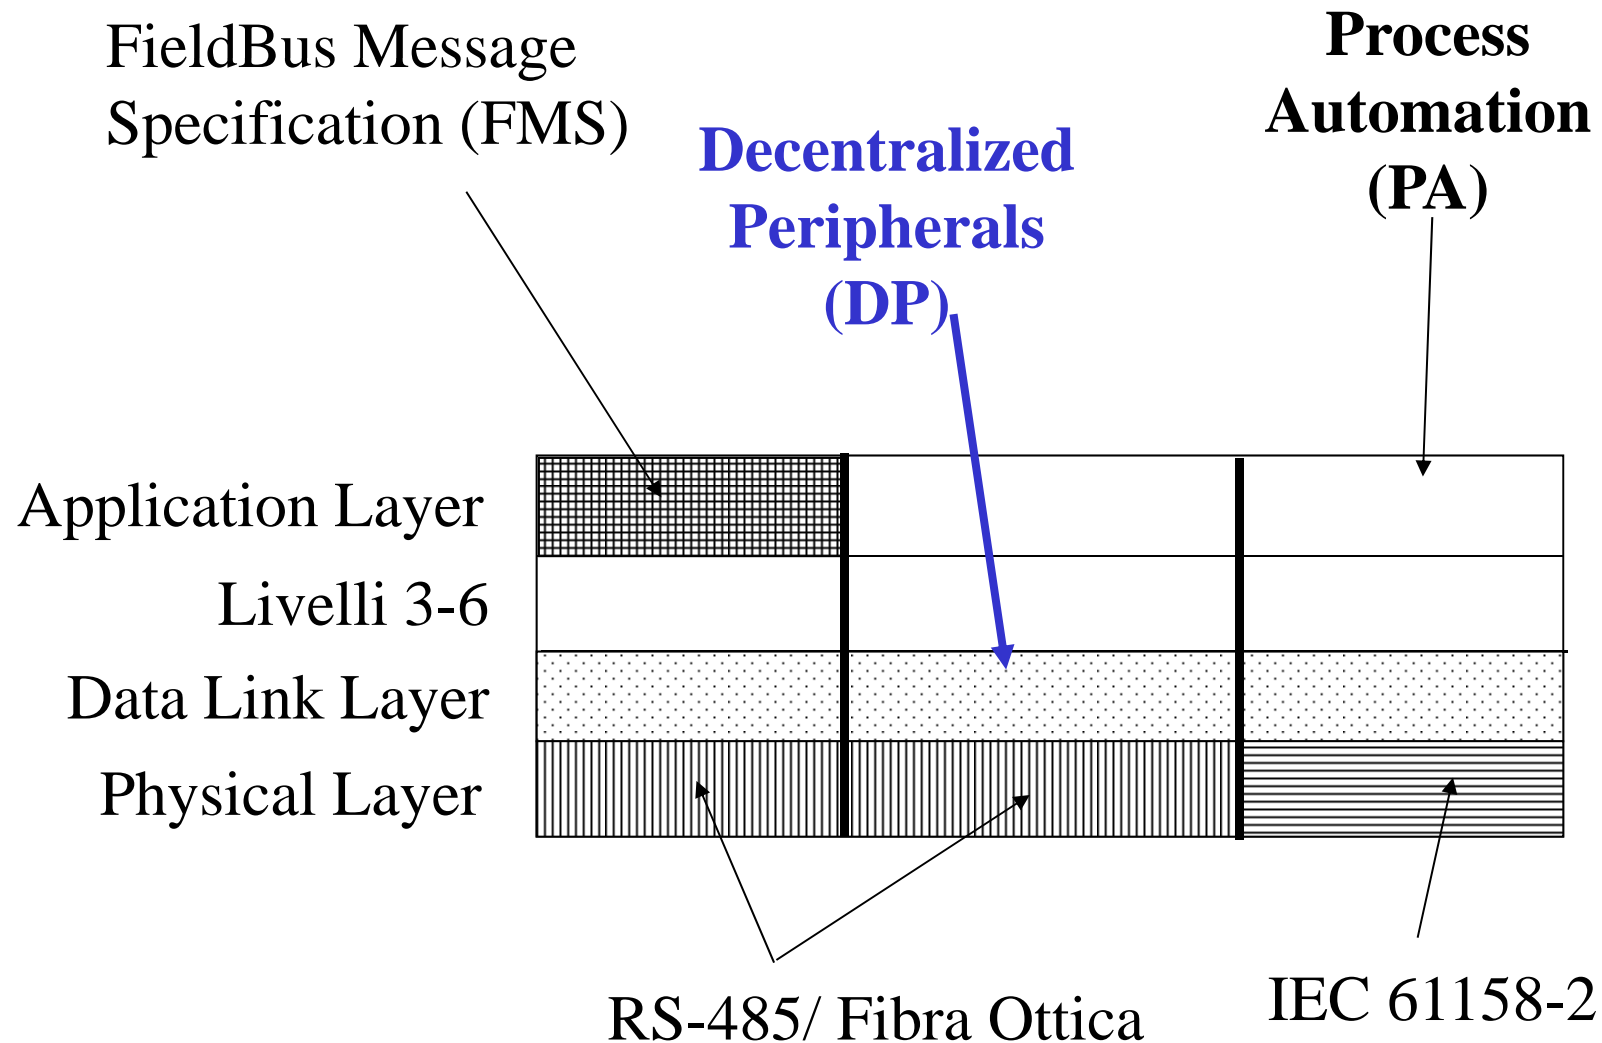 FieldBus Message
Specification (FMS)
Decentralized
Peripherals
(DP)
Process
Automation
(PA)
Application Layer
Livelli 3-6
Data Link Layer
Physical Layer
RS-485/ Fibra Ottica
IEC 61158-2